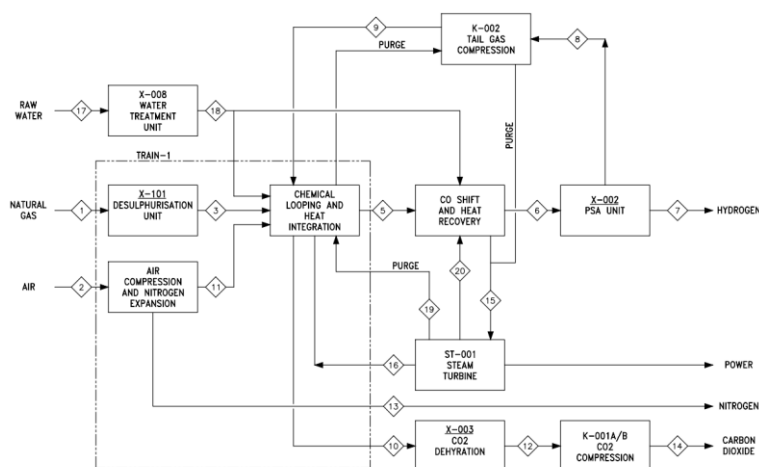 9
K-002
TAIL GAS
COMPRESSION
8
PURGE
PURGE
RAW
WATER
17
X-008
WATER
TREATMENT
UNIT
18
TRAIN-1
NATURAL
GAS
1
X-101
DESULPHURISATION
UNIT
3
CHEMICAL
LOOPING AND
HEAT
INTEGRATION
5
CO SHIFT
AND HEAT
RECOVERY
6
X-002
PSA UNIT
7
HYDROGEN
AIR
2
AIR
COMPRESSION
AND NITROGEN
EXPANSION
11
PURGE
20
19
15
16
ST-001
STEAM
TURBINE
POWER
13
NITROGEN
10
X-003
CO2
DEHYRATION
12
K-001A/B
CO2
COMPRESSION
14
CARBON
DIOXIDE